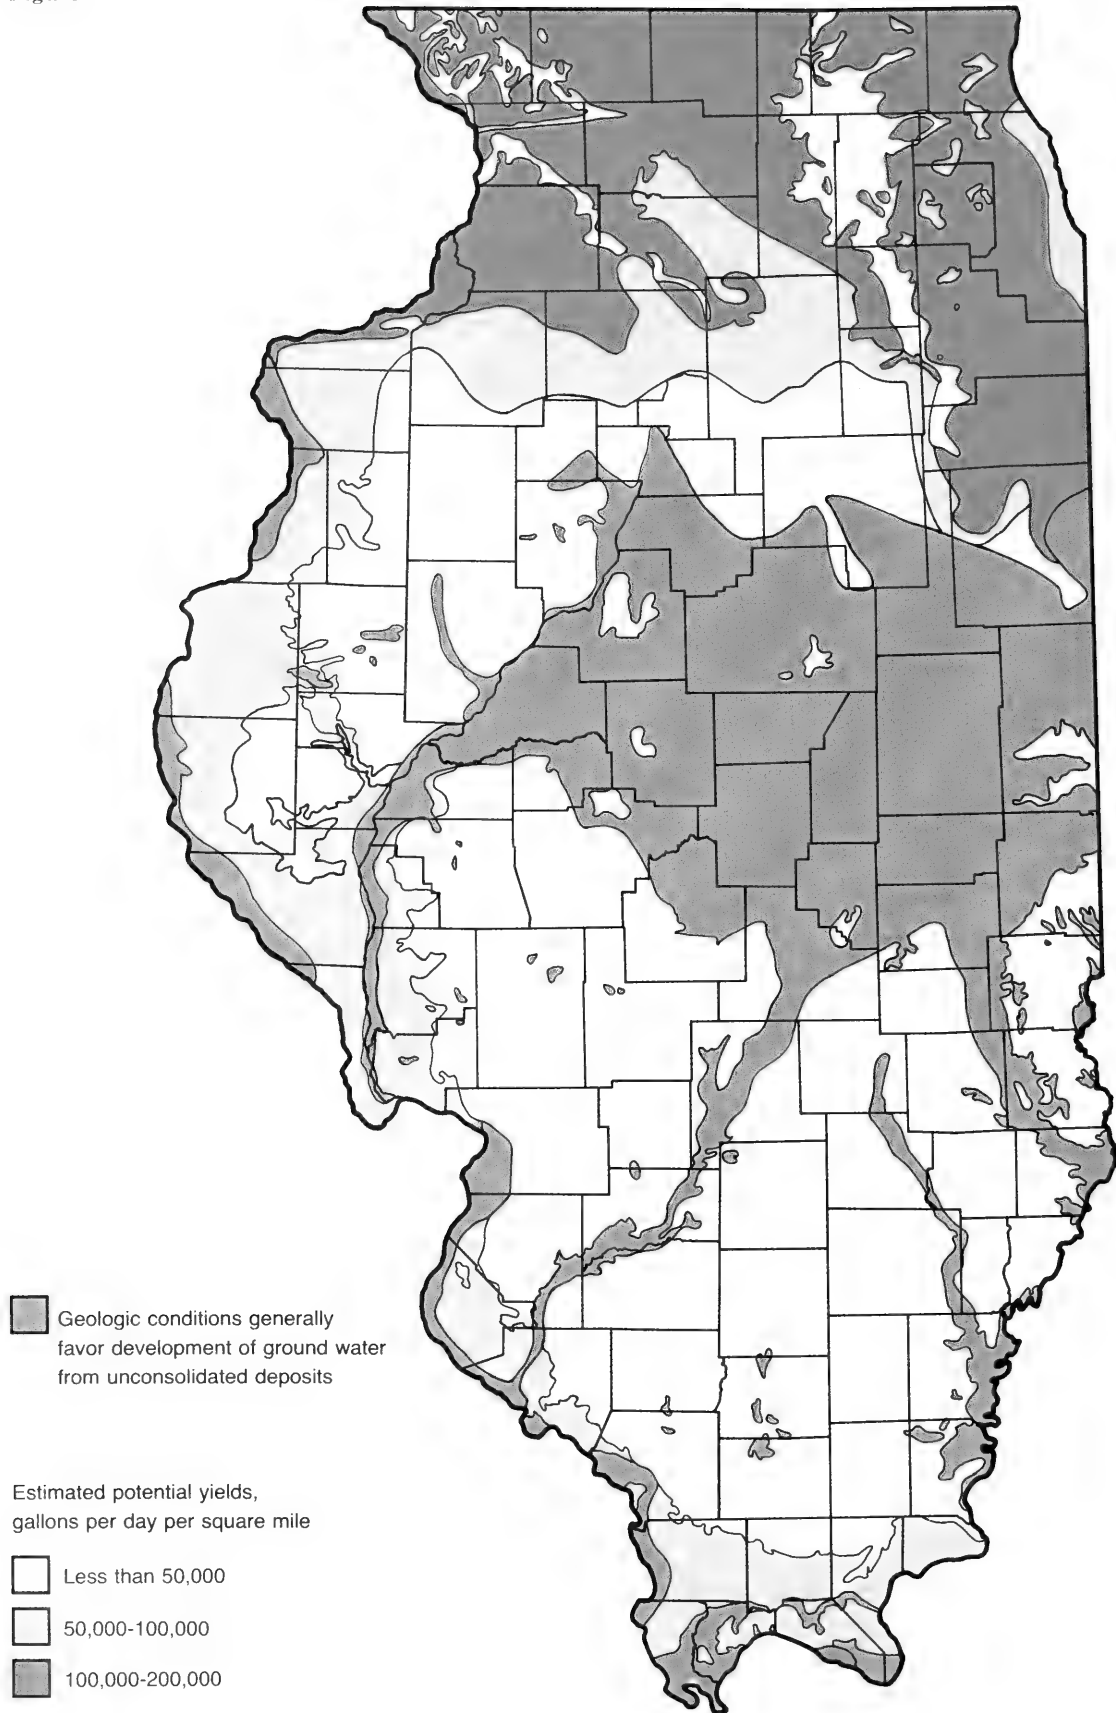 Geologic conditions generally
favor development of ground water
from unconsolidated deposits
Estimated potential yields,
gallons per day per square mile
Less than 50,000
50,000-100,000
100,000-200,000